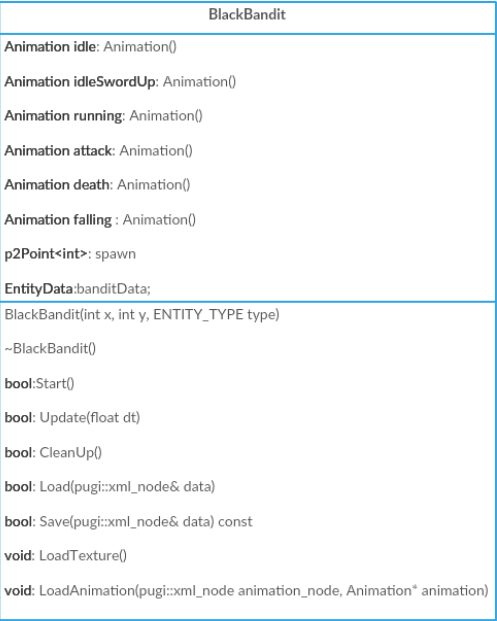 BlackBandit
Animation idle: Animation()
Animation idleSwordUp: Animation()
Animation running: Animation()
Animation attack: Animation()
Animation death: Animation()
Animation falling : Animation()
p2Point<int>: spawn
EntityData:banditData;
BlackBandit(int x, int y, ENTITY_TYPE type)
~BlackBandit()
bool:Start()
bool: Update(float dt)
bool: CleanUp()
bool: Load(pugi::xml_node& data)
bool: Save(pugi::xml_node& data) const
void: LoadTexture()
void: LoadAnimation(pugi::xml_node animation_node, Animation* animation)